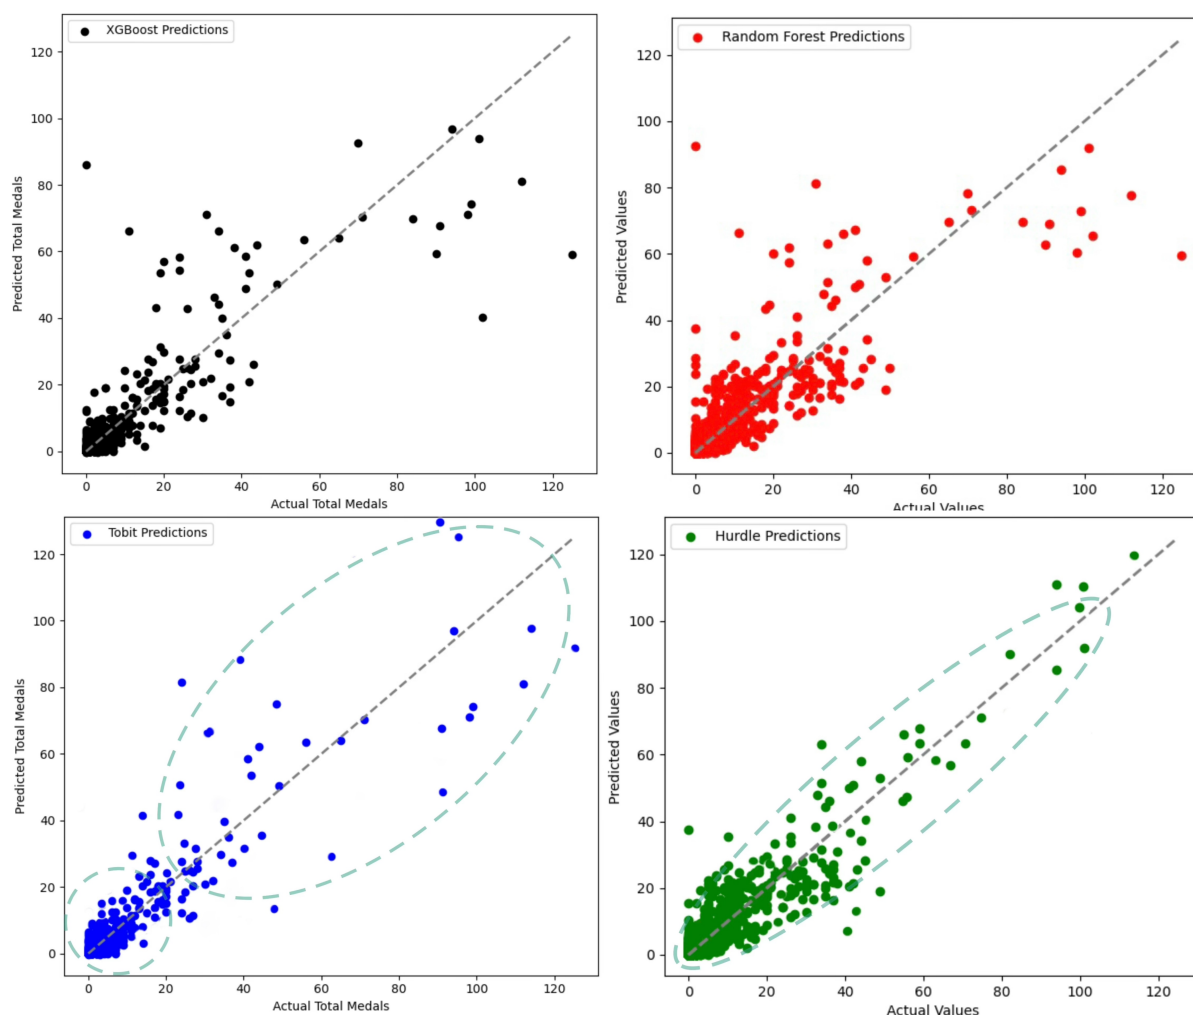 XGBoost Predictions
Predicted Total Medals
120
100
80
60
40
20
0
0 20 40 60 80 100 120
Actual Total Medals
Random Forest Predictions
Predicted Values
120
100
80
60
40
20
0
0 20 40 60 80 100 120
Actual Values
Tobit Predictions
Predicted Total Medals
120
100
80
60
40
20
0
0 20 40 60 80 100 120
Actual Total Medals
Hurdle Predictions
Predicted Values
120
100
80
60
40
20
0
0 20 40 60 80 100 120
Actual Values